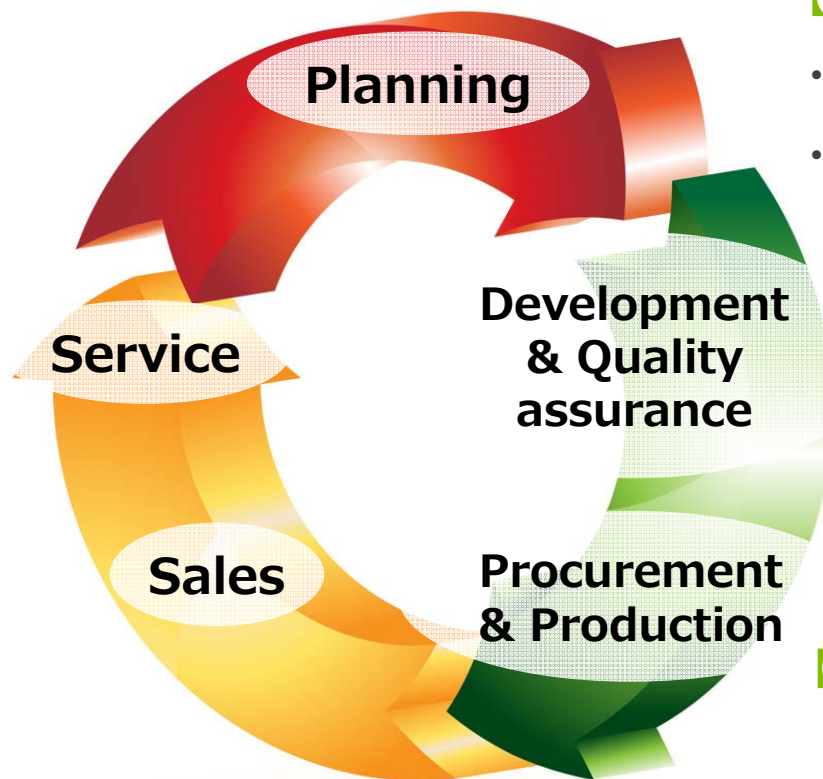 Planning
Development
& Quality
assurance
Service
Sales
Procurement
& Production